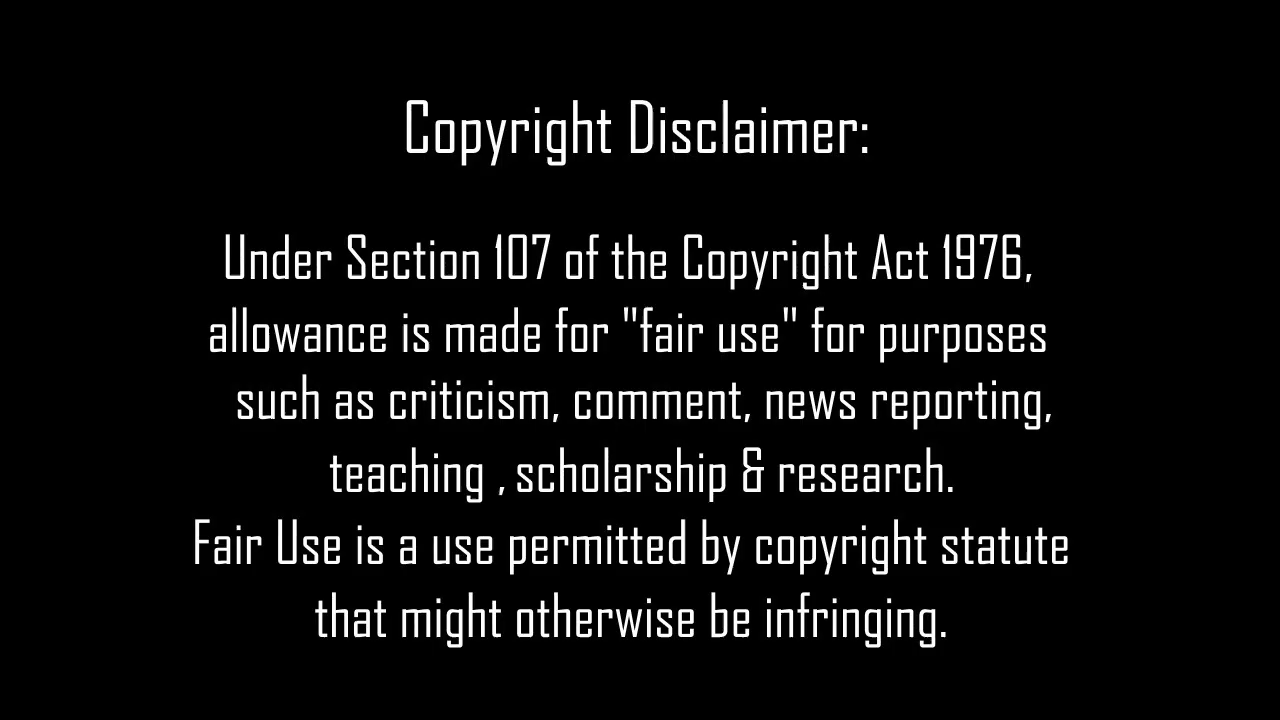 Copyright Disclaimer:
Under Section 107 of the Copyright Act 1976,
allowance is made for "fair use" for purposes
such as criticism, comment, news reporting,
teaching , scholarship & research.
Fair Use is a use permitted by copyright statute
that might otherwise be infringing.